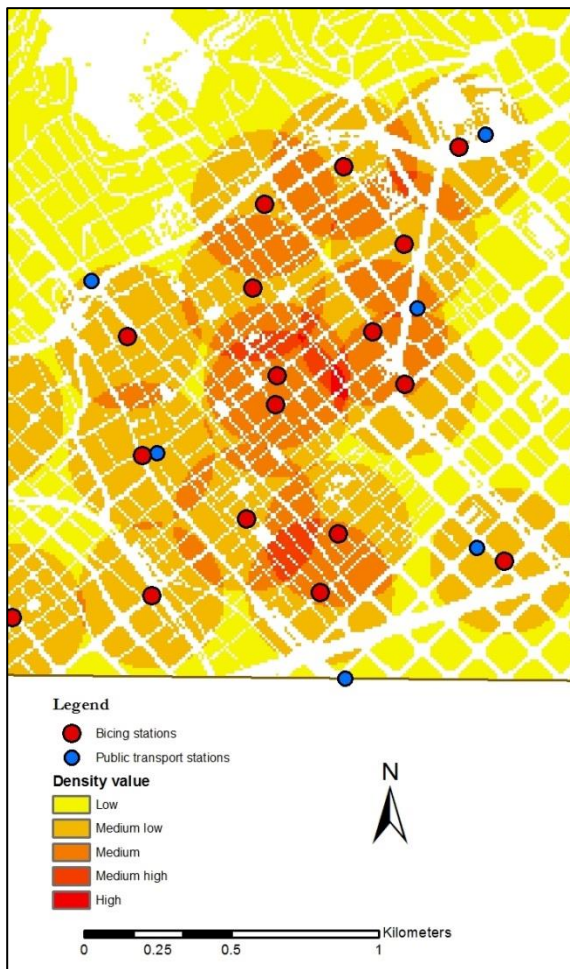 Legend
Bicing stations
Public transport stations
Density value
Low
Medium low
Medium
Medium high
High
N
Kilometers
0 0.25 0.5 1